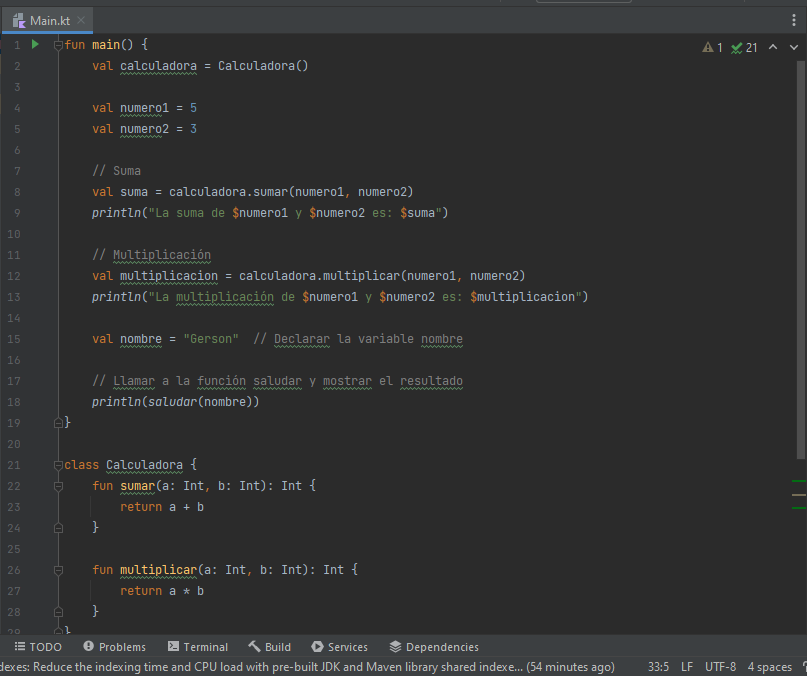 Main.kt
1 fun main() { 1 21
2 val calculadora = Calculadora()
3
4 val numero1 = 5
5 val numero2 = 3
6
7 // Suma
8 val suma = calculadora.sumar(numero1, numero2)
9 println("La suma de $numero1 y $numero2 es: $suma")
10
11 // Multiplicación
12 val multiplicacion = calculadora.multiplicar(numero1, numero2)
13 println("La multiplicación de $numero1 y $numero2 es: $multiplicacion")
14
15 val nombre = "Gerson" // Declarar la variable nombre
16
17 // Llamar a la función saludar y mostrar el resultado
18 println(saludar(nombre))
19 }
20
21 class Calculadora {
22 fun sumar(a: Int, b: Int): Int {
23 return a + b
24 }
25
26 fun multiplicar(a: Int, b: Int): Int {
27 return a * b
28 }
29 }
TODO Problems Terminal Build Services Dependencies
dexes: Reduce the indexing time and CPU load with pre-built JDK and Maven library shared indexe... (54 minutes ago) 33:5 LF UTF-8 4 spaces